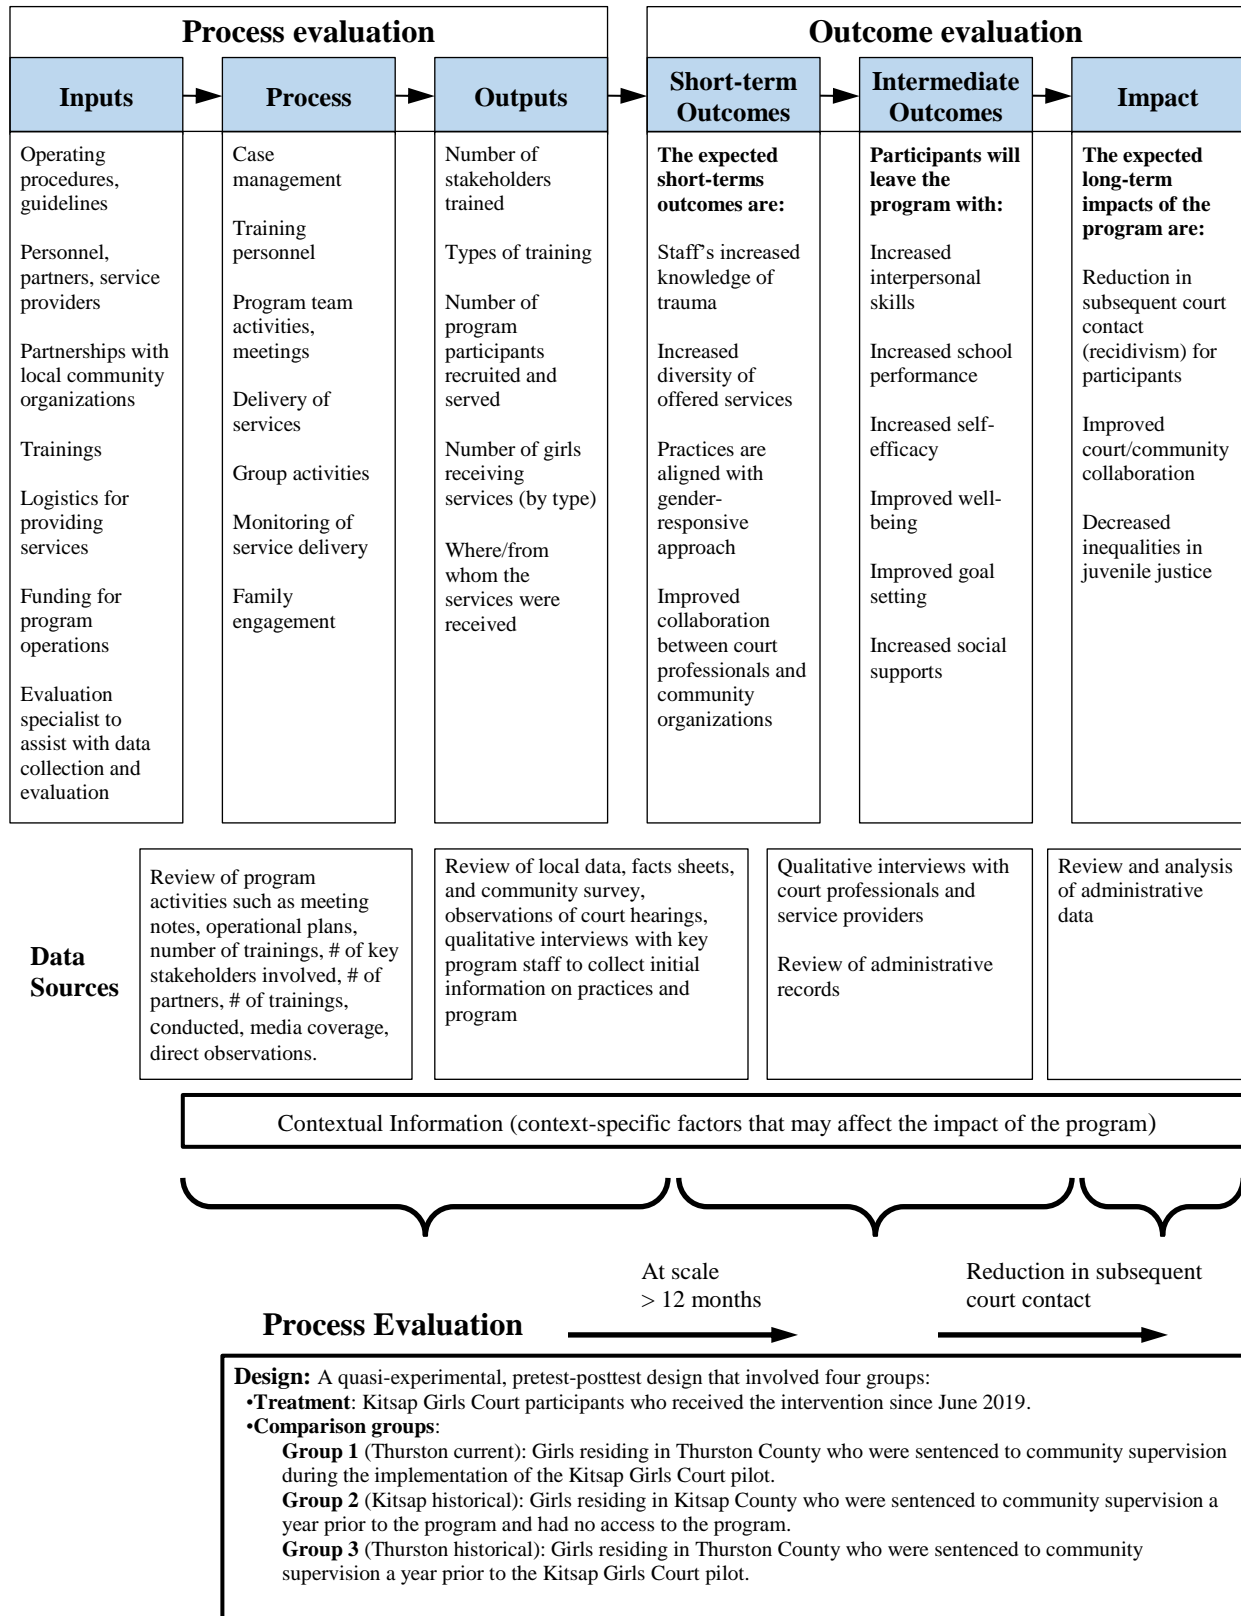 Process evaluation
Outcome evaluation
Inputs
Process
Outputs
Short-term
Outcomes
Intermediate
Outcomes
Impact
Operating
procedures,
guidelines
Personnel,
partners, service
providers
Partnerships with
local community
organizations
Trainings
Logistics for
providing
services
Funding for
program
operations
Evaluation
specialist to
assist with data
collection and
evaluation
Case
management
Training
personnel
Program team
activities,
meetings
Delivery of
services
Group activities
Monitoring of
service delivery
Family
engagement
Number of
stakeholders
trained
Types of training
Number of
program
participants
recruited and
served
Number of girls
receiving
services (by type)
Where/from
whom the
services were
received
The expected
short-terms
outcomes are:
Staff's increased
knowledge of
trauma
Increased
diversity of
offered services
Practices are
aligned with
gender-
responsive
approach
Improved
collaboration
between court
professionals and
community
organizations
Participants will
leave the
program with:
Increased
interpersonal
skills
Increased school
performance
Increased self-
efficacy
Improved well-
being
Improved goal
setting
Increased social
supports
The expected
long-term
impacts of the
program are:
Reduction in
subsequent court
contact
(recidivism) for
participants
Improved
court/community
collaboration
Decreased
inequalities in
juvenile justice
Data
Sources
Review of program
activities such as meeting
notes, operational plans,
number of trainings, # of key
stakeholders involved, # of
partners, # of trainings,
conducted, media coverage,
direct observations.
Review of local data, facts sheets,
and community survey,
observations of court hearings,
qualitative interviews with key
program staff to collect initial
information on practices and
program
Qualitative interviews with
court professionals and
service providers
Review of administrative
records
Review and analysis
of administrative
data
Contextual Information (context-specific factors that may affect the impact of the program)
At scale
> 12 months
Reduction in subsequent
court contact
Process Evaluation
Design: A quasi-experimental, pretest-posttest design that involved four groups:
•Treatment: Kitsap Girls Court participants who received the intervention since June 2019.
•Comparison groups:
Group 1 (Thurston current): Girls residing in Thurston County who were sentenced to community supervision
during the implementation of the Kitsap Girls Court pilot.
Group 2 (Kitsap historical): Girls residing in Kitsap County who were sentenced to community supervision a
year prior to the program and had no access to the program.
Group 3 (Thurston historical): Girls residing in Thurston County who were sentenced to community
supervision a year prior to the Kitsap Girls Court pilot.